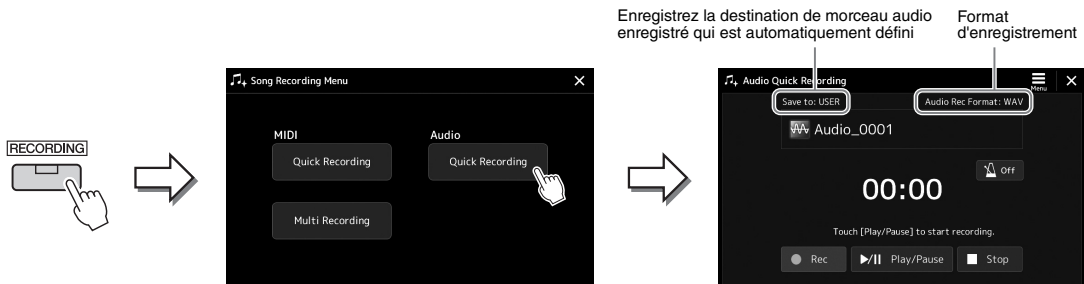 Enregistrez la destination de morceau audio
enregistré qui est automatiquement défini
Format
d'enregistrement
RECORDING
Song Recording Menu
MIDI
Audio
Quick Recording
Quick Recording
Multi Recording
Audio Quick Recording
Menu
Save to: USER
Audio Rec Format: WAV
Audio_0001
Off
00:00
Touch [Play/Pause] to start recording.
Rec
Play/Pause
Stop